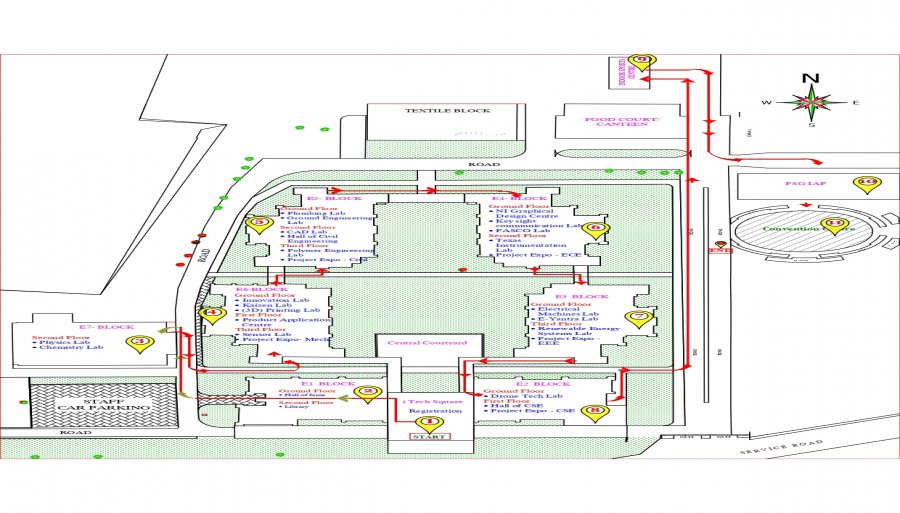 9
INDOOR SPORTS
CENTRE
N
W
E
S
TEXTILE BLOCK
FOOD COURT/
CANTEEN
ROAD
PSG IAP
10
Convention Centre
11
END
E5- BLOCK
Ground Floor
• Plumbing Lab
• Ground Engineering
Lab
Second Floor
• CAD Lab
• Hall of Civil
Engineering
Third Floor
• Polymer Engineering
Lab
• Project Expo - Civil
5
E4- BLOCK
Ground Floor
• NI Graphical
Design Centre
• Key sight
communication Lab
• PASCO Lab
Second Floor
• Texas
Instrumentation
Lab
• Project Expo - ECE
6
ROAD
E6-BLOCK
Ground Floor
• Innovation Lab
• Kaizen Lab
• (3D) Printing Lab
First Floor
• Product Application
Centre
Third Floor
• Sensor Lab
• Project Expo- Mech
4
E3 BLOCK
Ground Floor
• Electrical
Machines Lab
• E-Yantra Lab
Third Floor
• Renewable Energy
Systems Lab
• Project Expo -
EEE
7
E7- BLOCK
Second Floor
• Physics Lab
• Chemistry Lab
3
Central Courtyard
STAFF
CAR PARKING
E1 BLOCK
Ground Floor
• Hall of fame
Second Floor
• Library
2
i Tech Square
Registration
1
START
E2 BLOCK
Ground Floor
• Drone Tech Lab
First Floor
• Hall of CSE
• Project Expo - CSE
8
ROAD
SERVICE ROAD